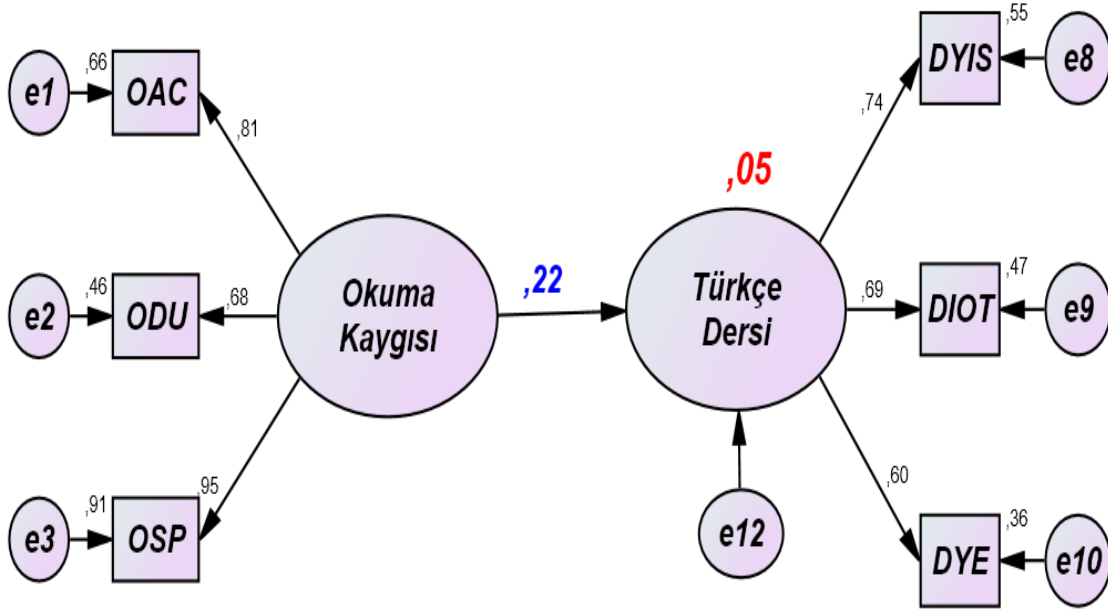 ,55
,66
DYIS
e8
e1
OAC
,81
,74
,05
,46
,22
,47
Okuma
Kaygısı
Türkçe
Dersi
e2
ODU
,68
,69
DIOT
e9
,91
,95
,60
,36
e3
OSP
e12
DYE
e10